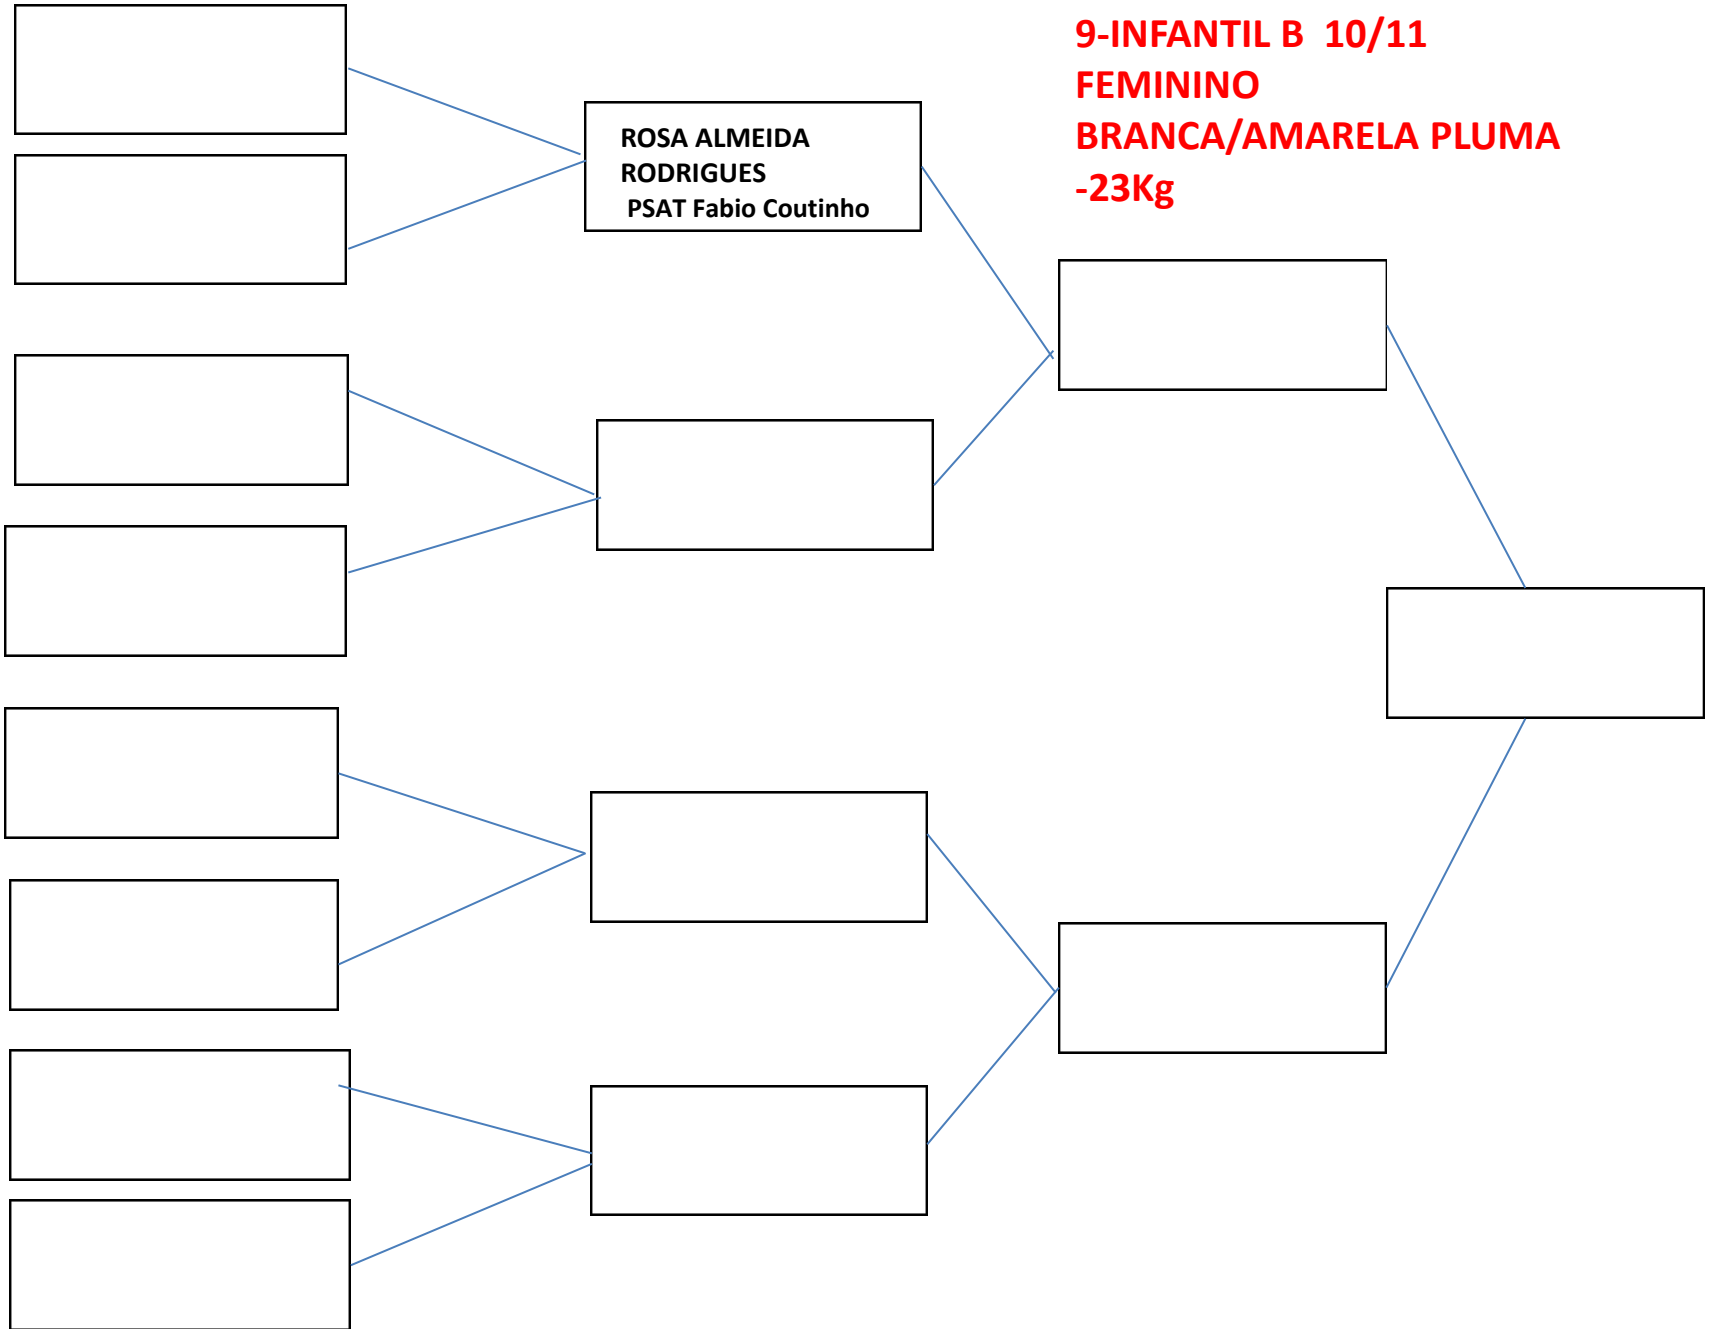 9-INFANTIL B 10/11
FEMININO
BRANCA/AMARELA PLUMA
-23Kg
ROSA ALMEIDA
RODRIGUES
PSAT Fabio Coutinho